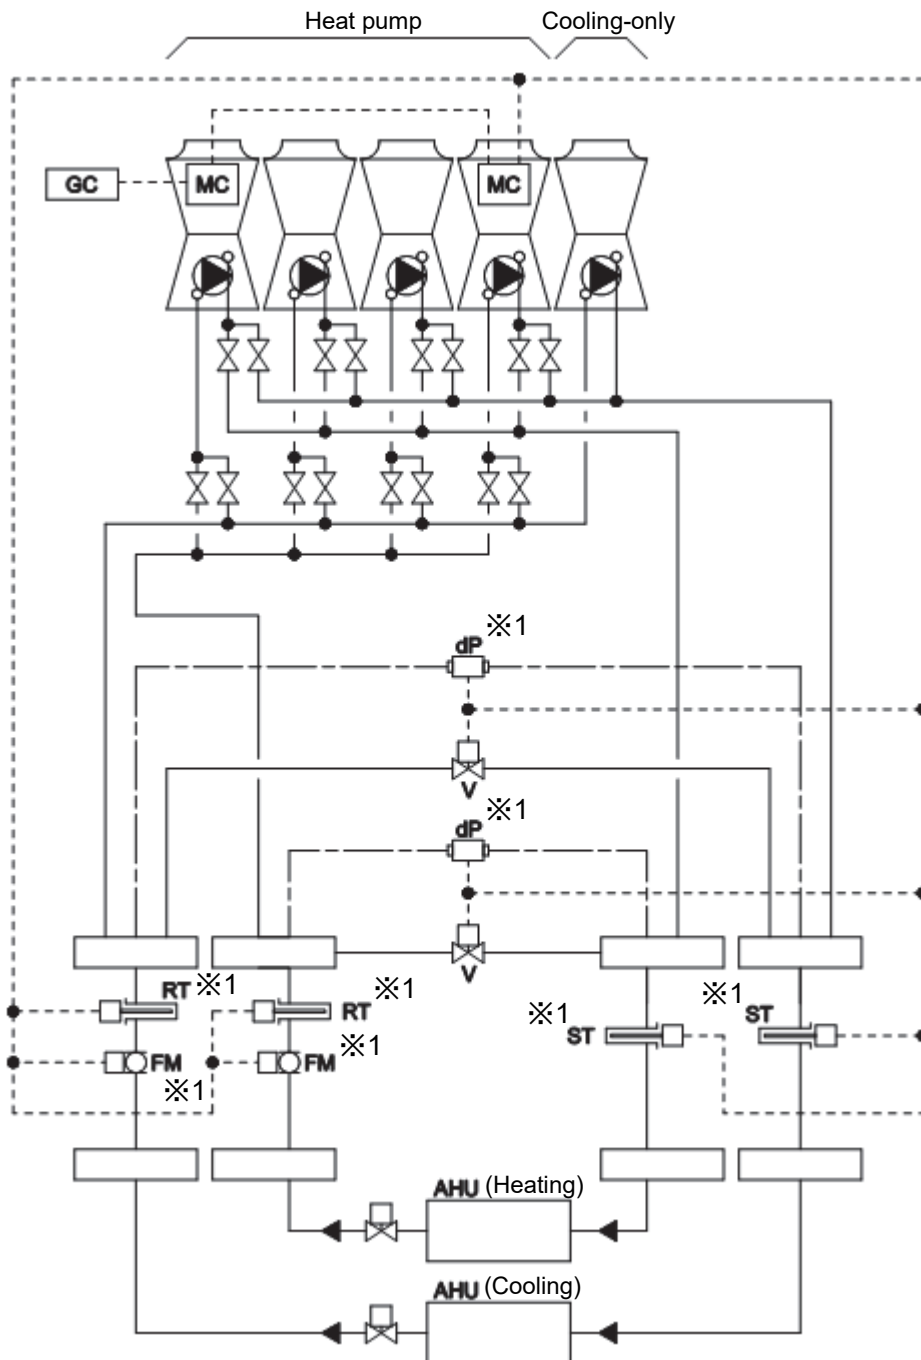 Heat pump Cooling-only
GC MC MC
※1
dP
V
※1
dP
V
RT ※1 RT ※1 ※1 ST ※1 ST
FM ※1 FM ※1
AHU (Heating)
AHU (Cooling)